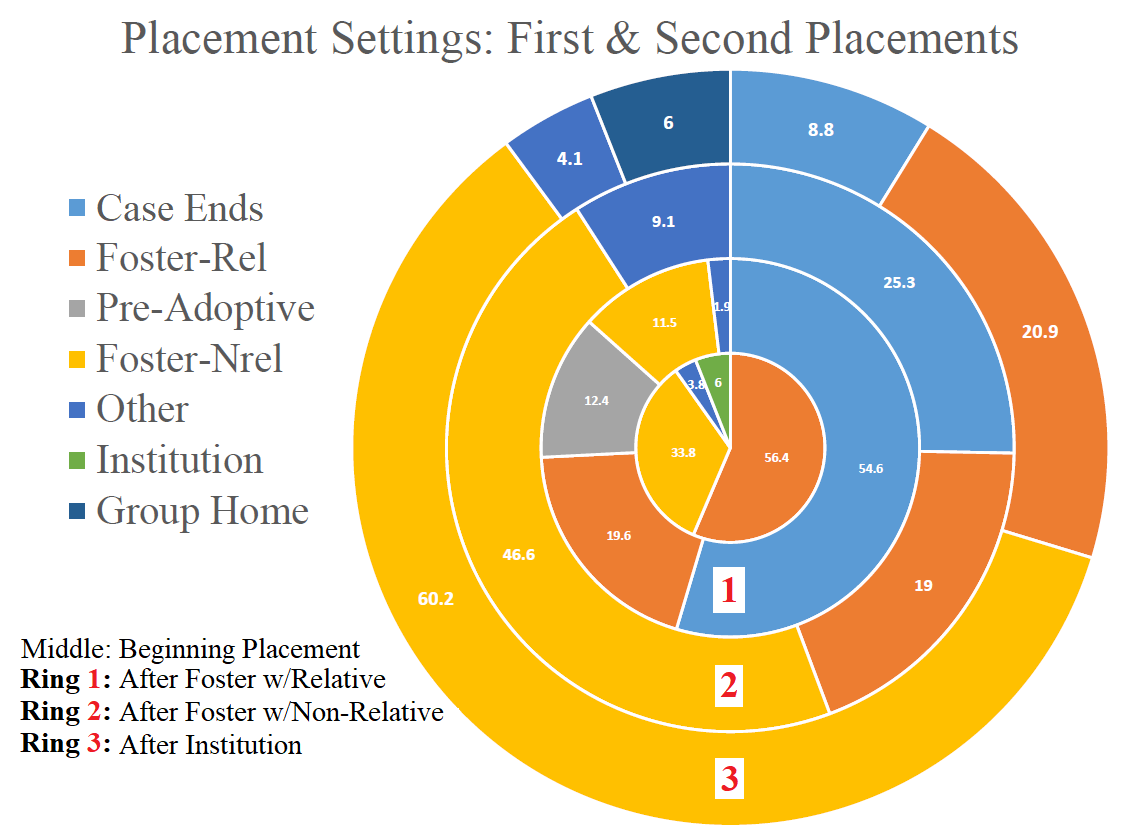 Placement Settings: First & Second Placements
Case Ends
Foster-Rel
Pre-Adoptive
Foster-Nrel
Other
Institution
Group Home
6
8.8
4.1
9.1
25.3
20.9
1.9
11.5
12.4
3.8
6
33.8
56.4
54.6
19.6
46.6
60.2
19
1
2
3
Middle: Beginning Placement
Ring 1: After Foster w/Relative
Ring 2: After Foster w/Non-Relative
Ring 3: After Institution